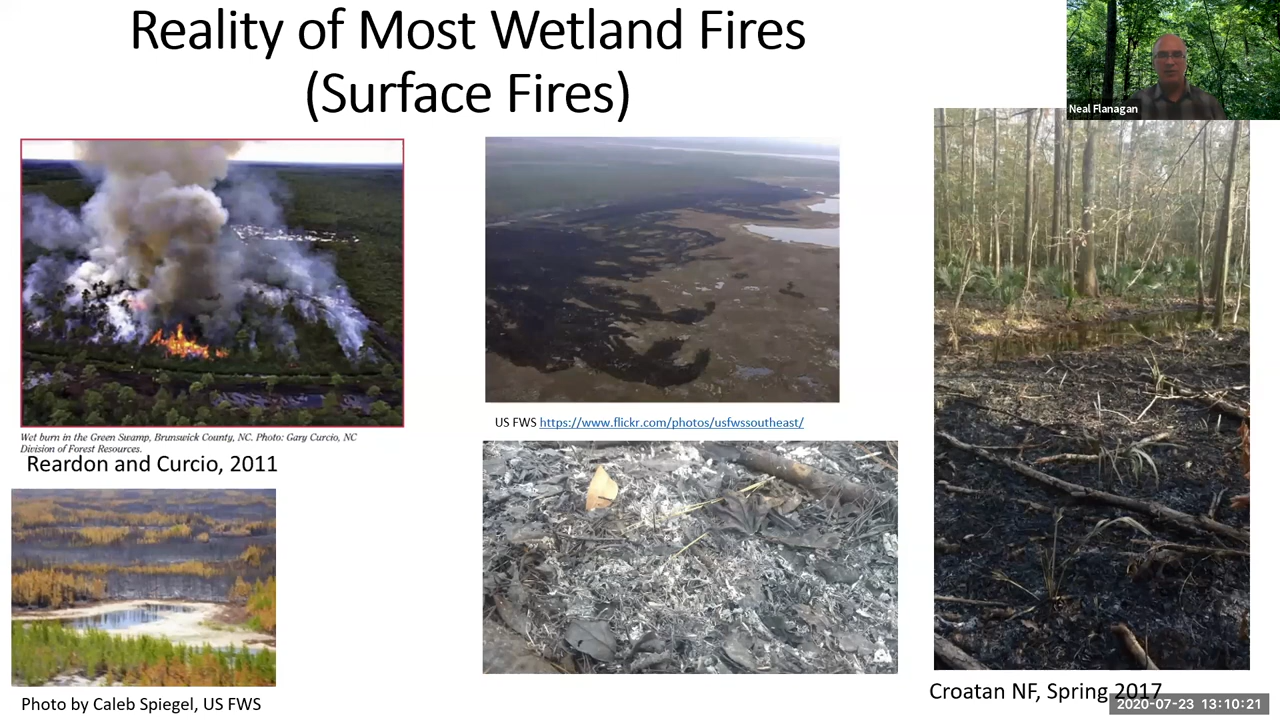 Reality of Most Wetland Fires
(Surface Fires)
Neal Flanagan
Wet burn in the Green Swamp, Brunswick County, NC. Photo: Gary Curcio, NC
Division of Forest Resources.
Reardon and Curcio, 2011
US FWS https://www.flickr.com/photos/usfwssoutheast/
Photo by Caleb Spiegel, US FWS
Croatan NF, Spring 2017
2020-07-23 13:10:21